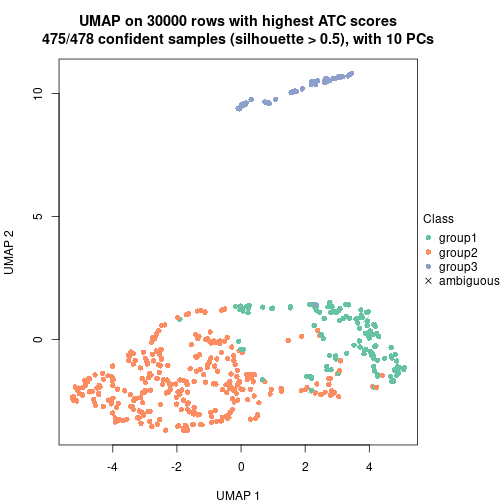 UMAP on 30000 rows with highest ATC scores
475/478 confident samples (silhouette > 0.5), with 10 PCs
10
5
0
UMAP 2
-4
-2
0
2
4
UMAP 1
Class
group1
group2
group3
ambiguous